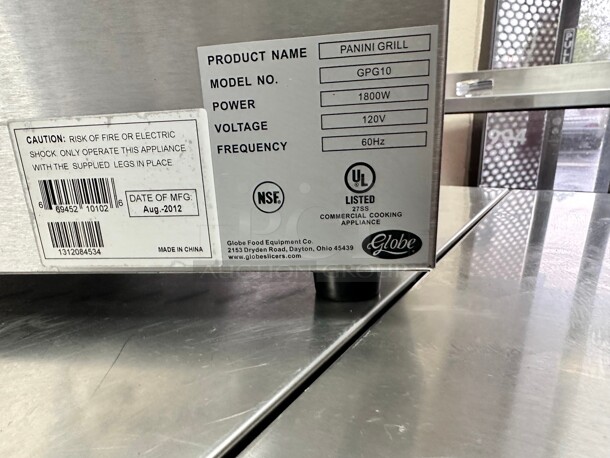 PRODUCT NAME PANINI GRILL
MODEL NO. GPG10
POWER 1800W
VOLTAGE 120V
FREQUENCY 60Hz
NSF.
UL
LISTED
27SS
COMMERCIAL COOKING
APPLIANCE
Globe Food Equipment Co.
2153 Dryden Road, Dayton, Ohio 45439
www.globeslicers.com
Globe
CAUTION: RISK OF FIRE OR ELECTRIC
SHOCK. ONLY OPERATE THIS APPLIANCE
WITH THE SUPPLIED LEGS IN PLACE
6 69452 10102 6
DATE OF MFG:
Aug.-2012
1312084534
MADE IN CHINA